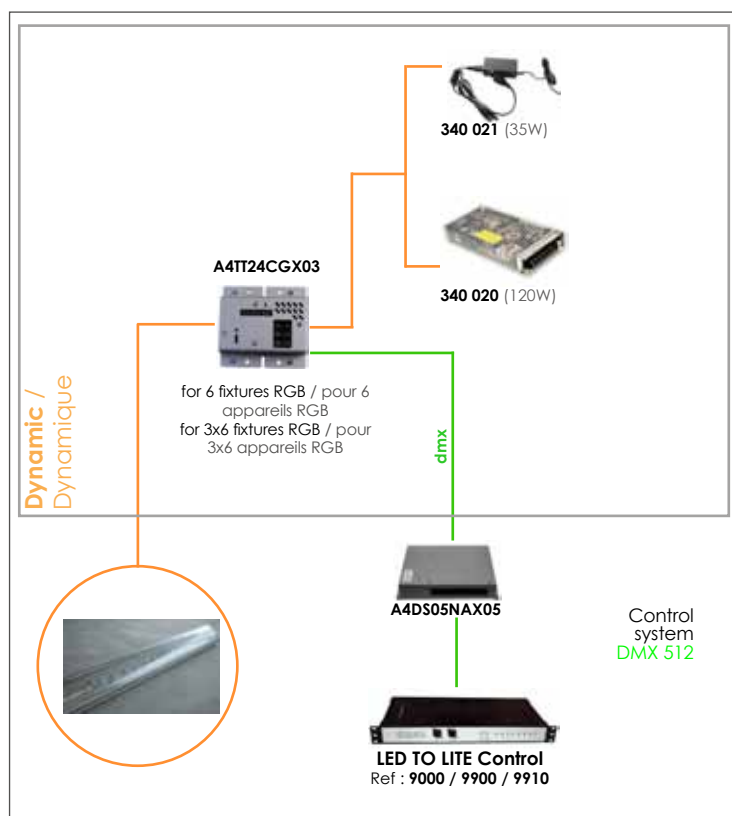 340 021 (35W)
A4TT24CGX03
340 020 (120W)
for 6 fixtures RGB / pour 6
appareils RGB
for 3x6 fixtures RGB / pour
3x6 appareils RGB
Dynamic /
Dynamique
dmx
A4DS05NAX05
Control
system
DMX 512
LED TO LITE Control
Ref : 9000 / 9900 / 9910